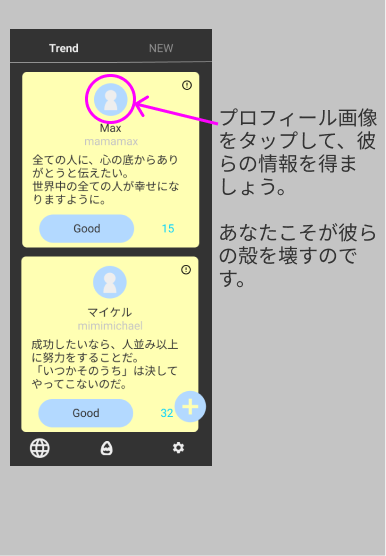 Trend
NEW
Max
mamamax
全ての人に、心の底からあり
がとうと伝えたい。
世界中の全ての人が幸せにな
りますように。
Good
15
マイケル
mimimichael
成功したいなら、人並み以上
に努力をすることだ。
「いつかそのうち」は決して
やってこないのだ。
Good
32
プロフィール画像
をタップして、彼
らの情報を得ま
しょう。
あなたこそが彼ら
の殻を壊すので
す。